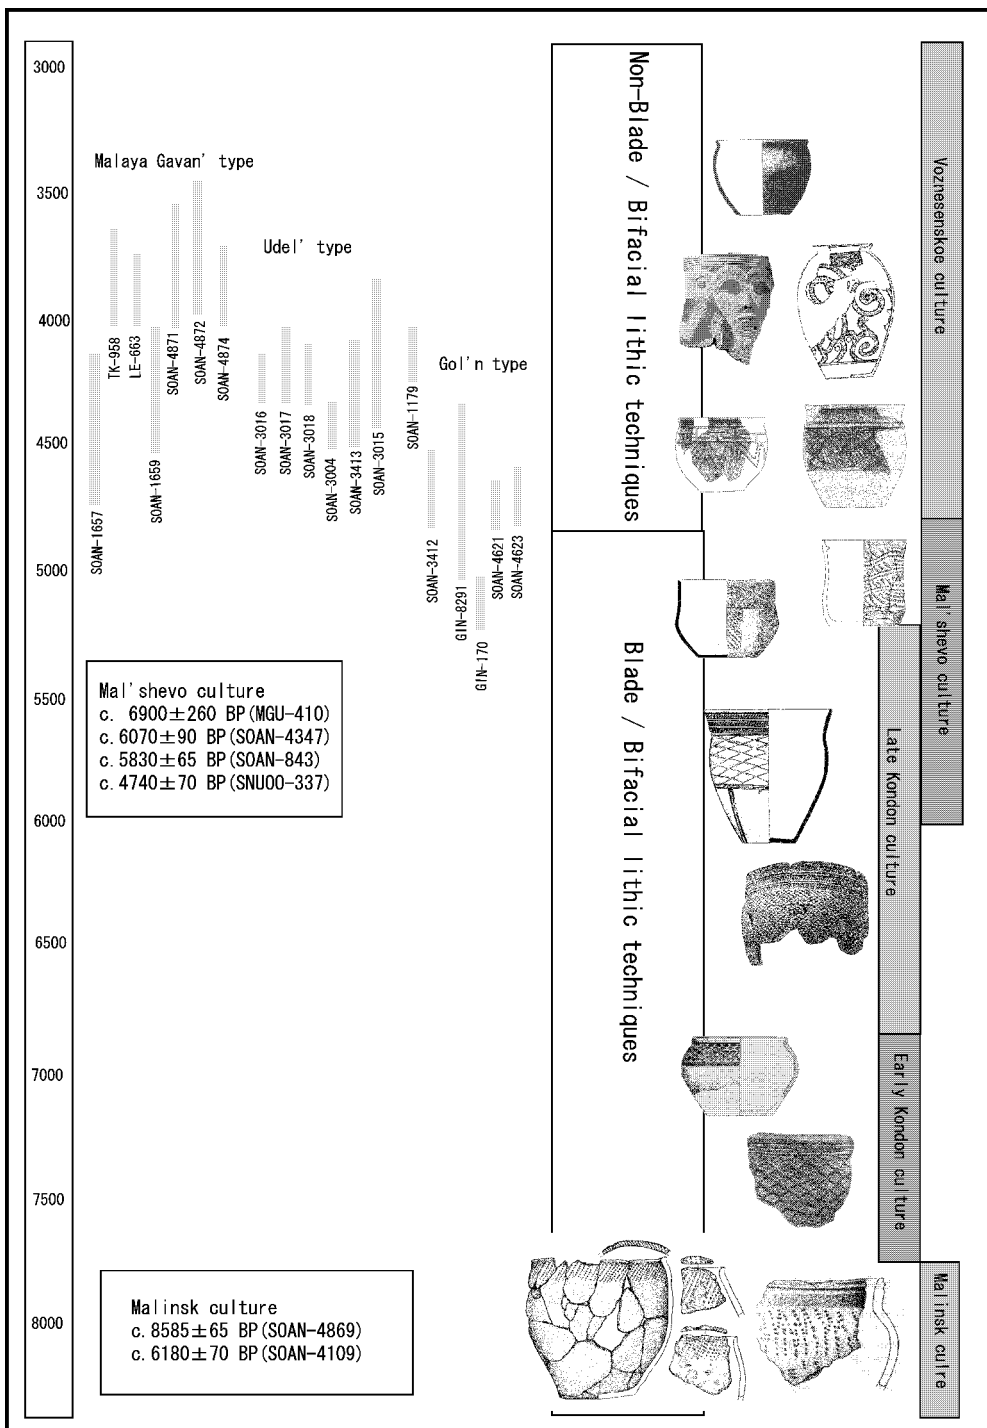 3000
3500
4000
4500
5000
5500
6000
6500
7000
7500
8000
Malaya Gavan' type
TK-958
LE-663
SOAN-4871
SOAN-4872
SOAN-4874
SOAN-1659
SOAN-1657
Udel' type
SOAN-3016
SOAN-3017
SOAN-3018
SOAN-3004
SOAN-3413
SOAN-3015
SOAN-1179
Gol'n type
SOAN-3412
GIN-8291
GIN-170
SOAN-4621
SOAN-4623
Mal'shevo culture
c. 6900±260 BP(MGU-410)
c.6070±90 BP(SOAN-4347)
c.5830±65 BP(SOAN-843)
c.4740±70 BP(SNU00-337)
Malinsk culture
c.8585±65 BP(SOAN-4869)
c.6180±70 BP(SOAN-4109)
Non-Blade / Bifacial lithic techniques
Blade / Bifacial lithic techniques
Voznesenskoe culture
Mal'shevo culture
Late Kondon culture
Early Kondon culture
Malinsk culre